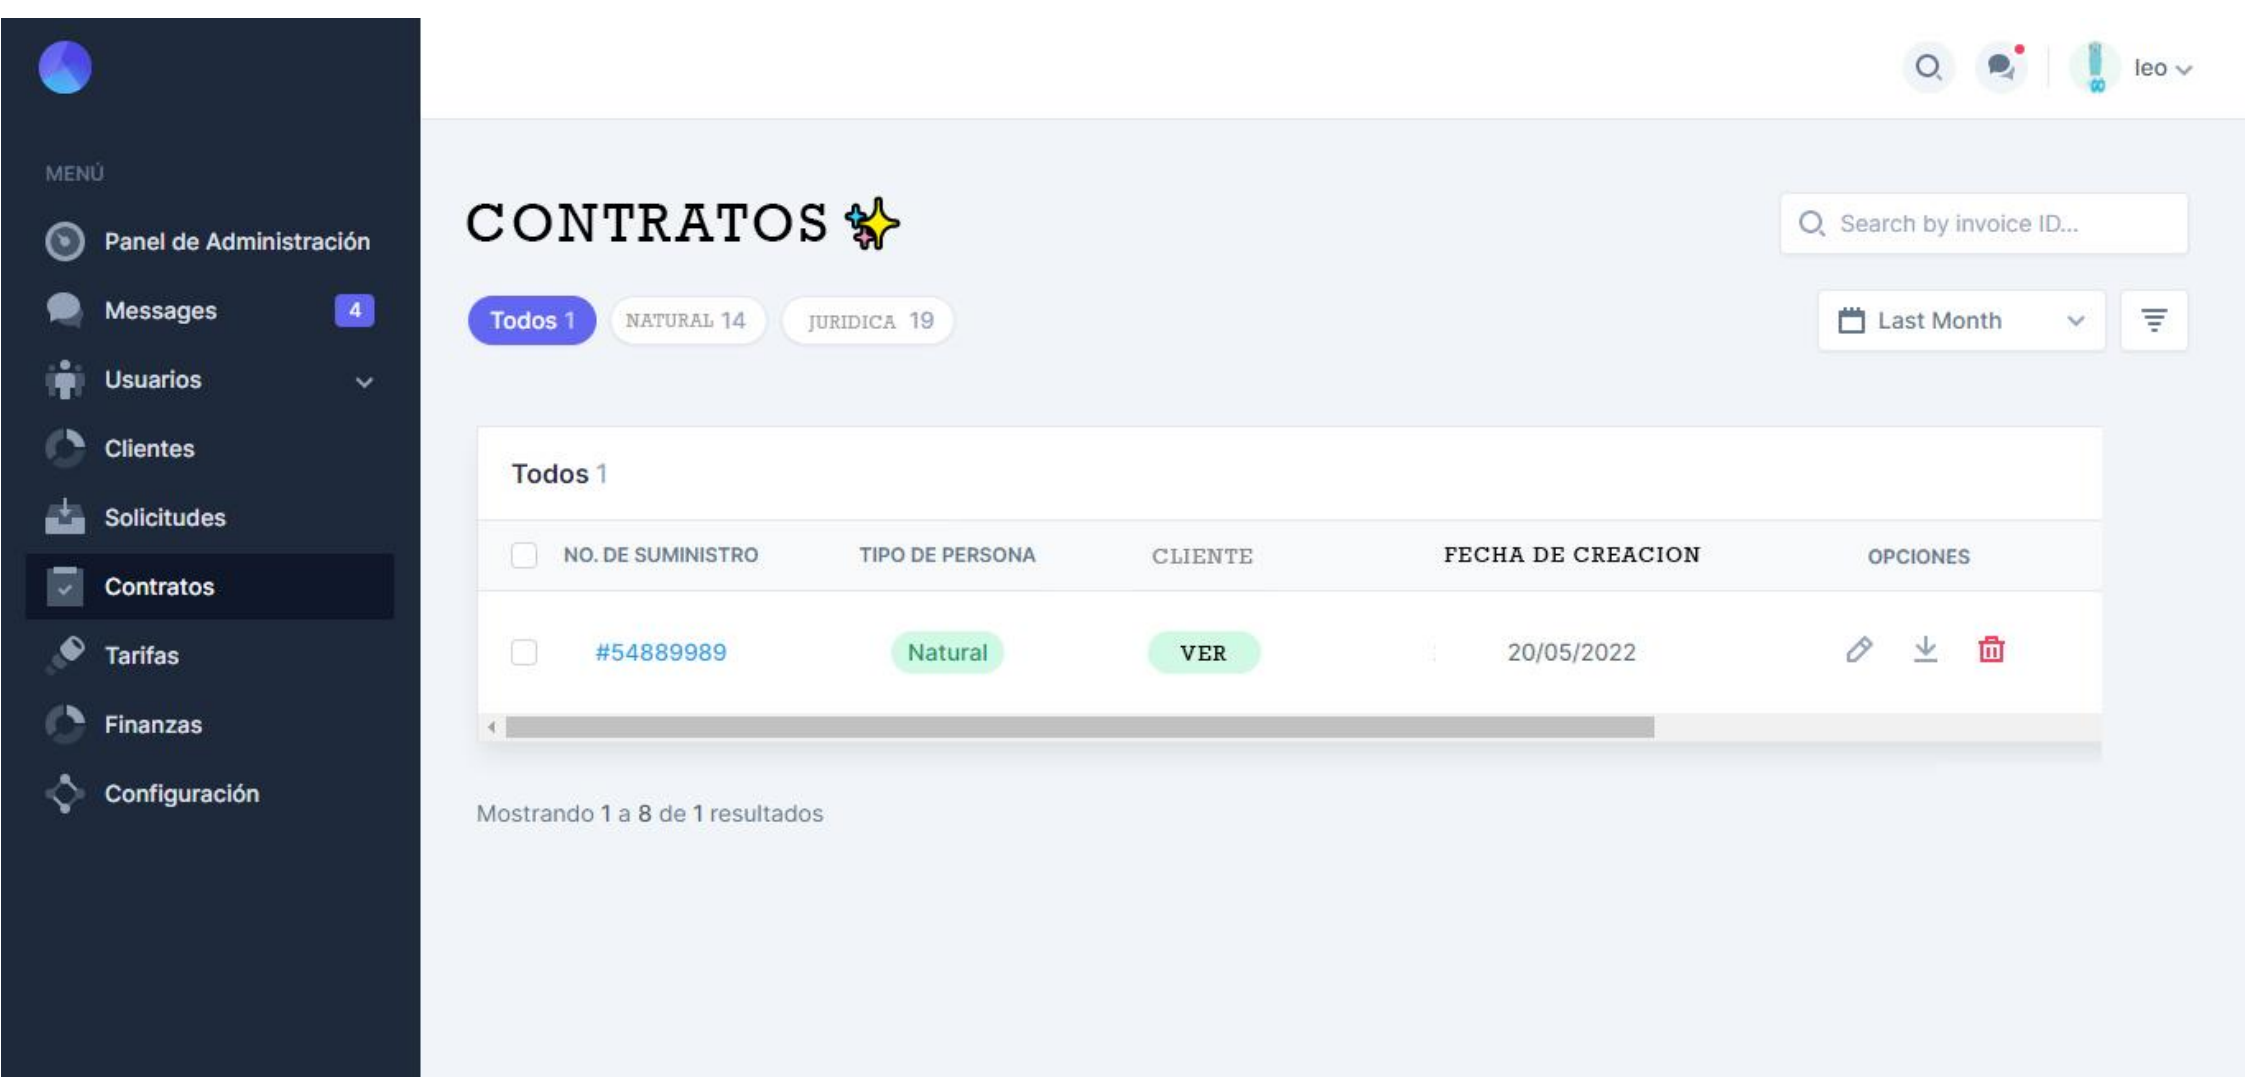 leo
MENÚ
Panel de Administración
Messages 4
Usuarios
Clientes
Solicitudes
Contratos
Tarifas
Finanzas
Configuración
CONTRATOS
Search by invoice ID...
Todos 1 NATURAL 14 JURIDICA 19
Last Month
Todos 1
NO. DE SUMINISTRO TIPO DE PERSONA CLIENTE FECHA DE CREACION OPCIONES
#54889989 Natural VER 20/05/2022
Mostrando 1 a 8 de 1 resultados